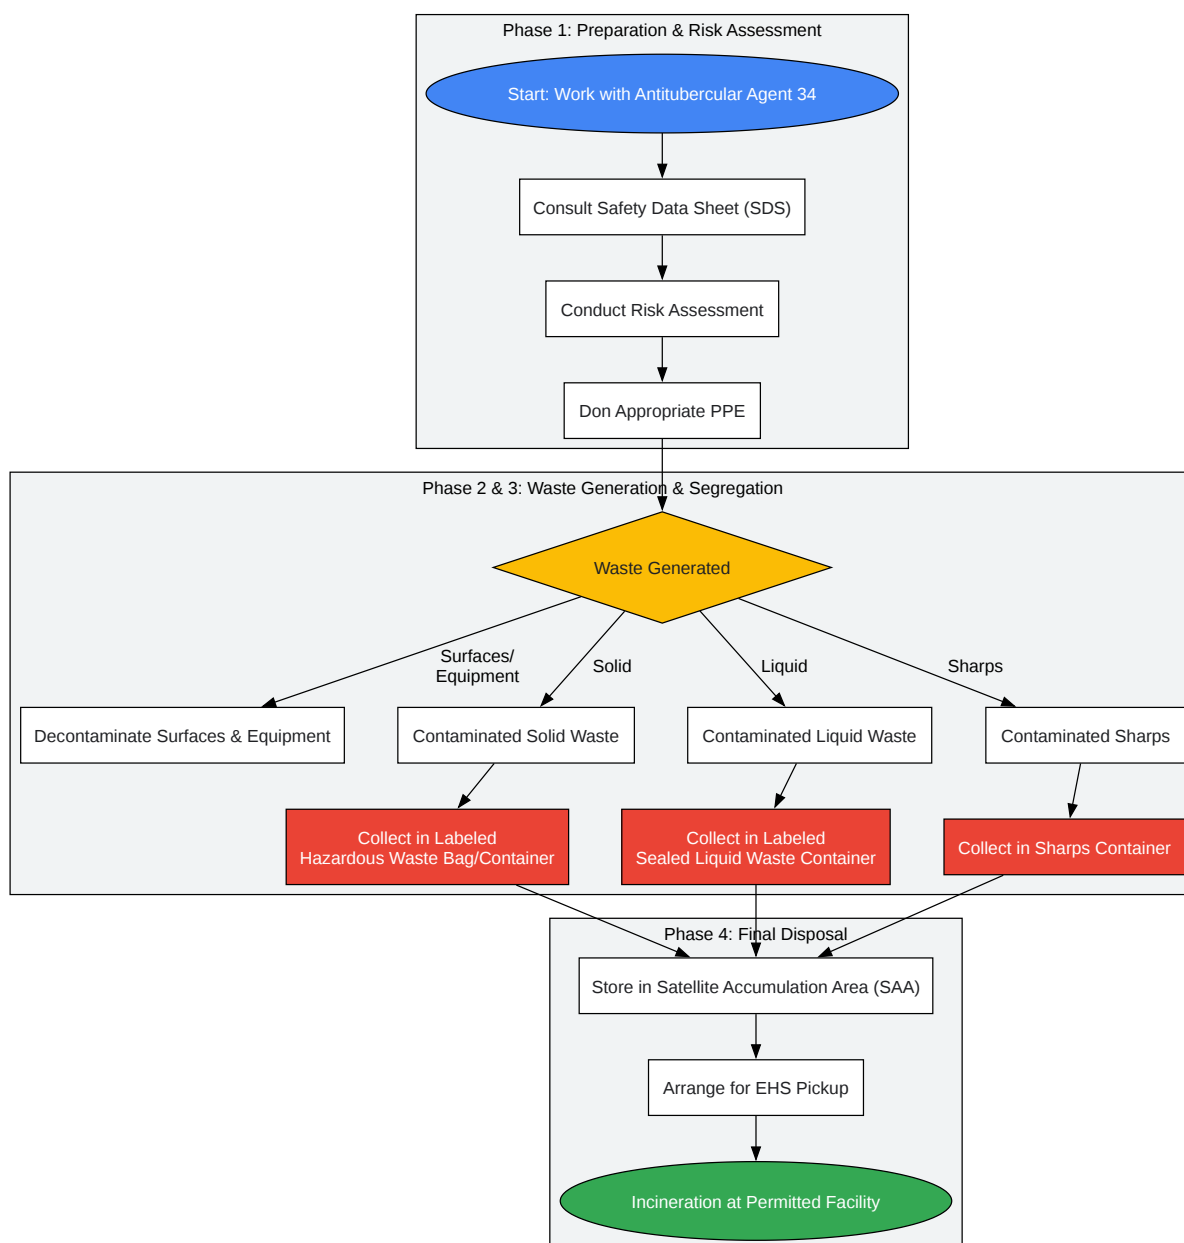 Phase 1: Preparation & Risk Assessment
Start: Work with Antitubercular Agent 34
Consult Safety Data Sheet (SDS)
Conduct Risk Assessment
Don Appropriate PPE
Phase 2 & 3: Waste Generation & Segregation
Waste Generated
Surfaces/
Equipment
Solid
Liquid
Sharps
Decontaminate Surfaces & Equipment
Contaminated Solid Waste
Contaminated Liquid Waste
Contaminated Sharps
Collect in Labeled
Hazardous Waste Bag/Container
Collect in Labeled
Sealed Liquid Waste Container
Collect in Sharps Container
Phase 4: Final Disposal
Store in Satellite Accumulation Area (SAA)
Arrange for EHS Pickup
Incineration at Permitted Facility